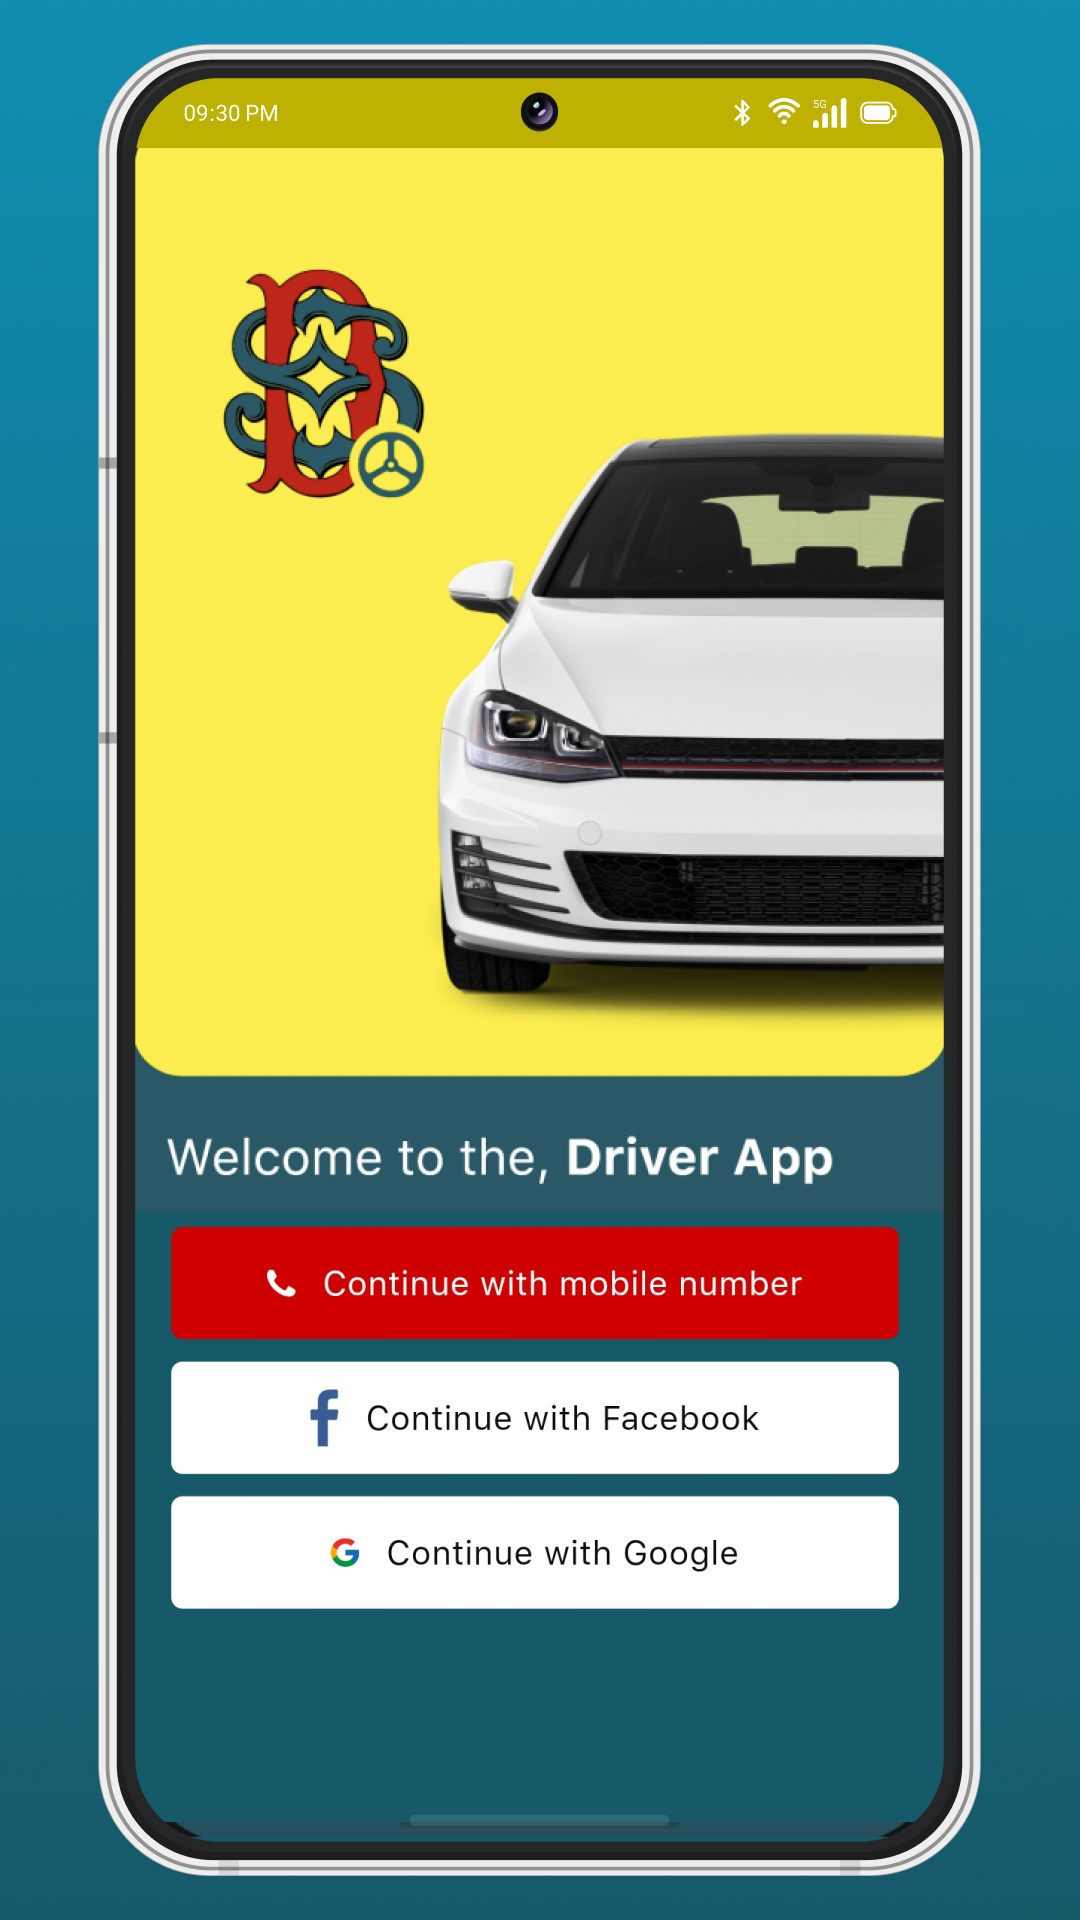 09:30 PM
5G
Welcome to the, Driver App
Continue with mobile number
Continue with Facebook
Continue with Google